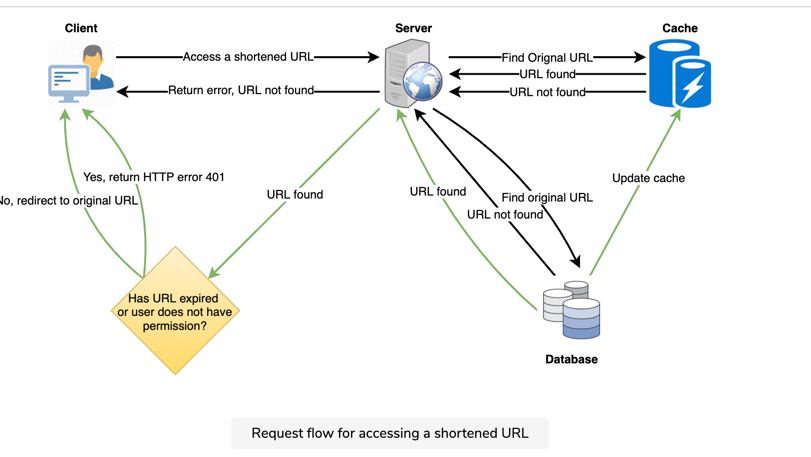 Client
Server
Cache
Access a shortened URL
Find Orignal URL
URL found
Return error, URL not found
URL not found
Yes, return HTTP error 401
No, redirect to original URL
URL found
URL found
Find original URL
URL not found
Update cache
Has URL expired
or user does not have
permission?
Database
Request flow for accessing a shortened URL